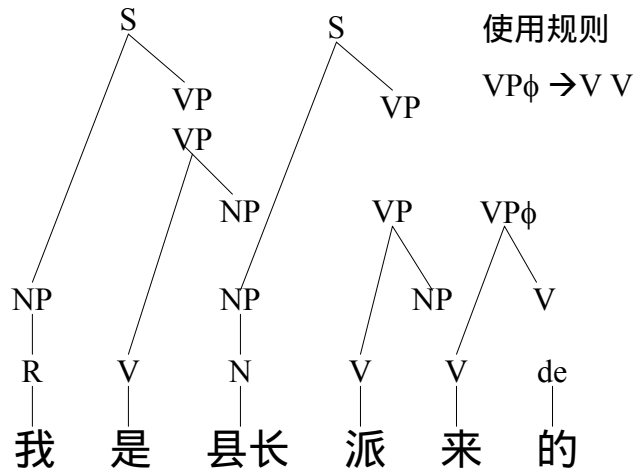 S S 使用规则
VPϕ → V V
VP VP
VP
NP VP VPϕ
NP NP NP V
R V N V V de
我 是 县长 派 来 的